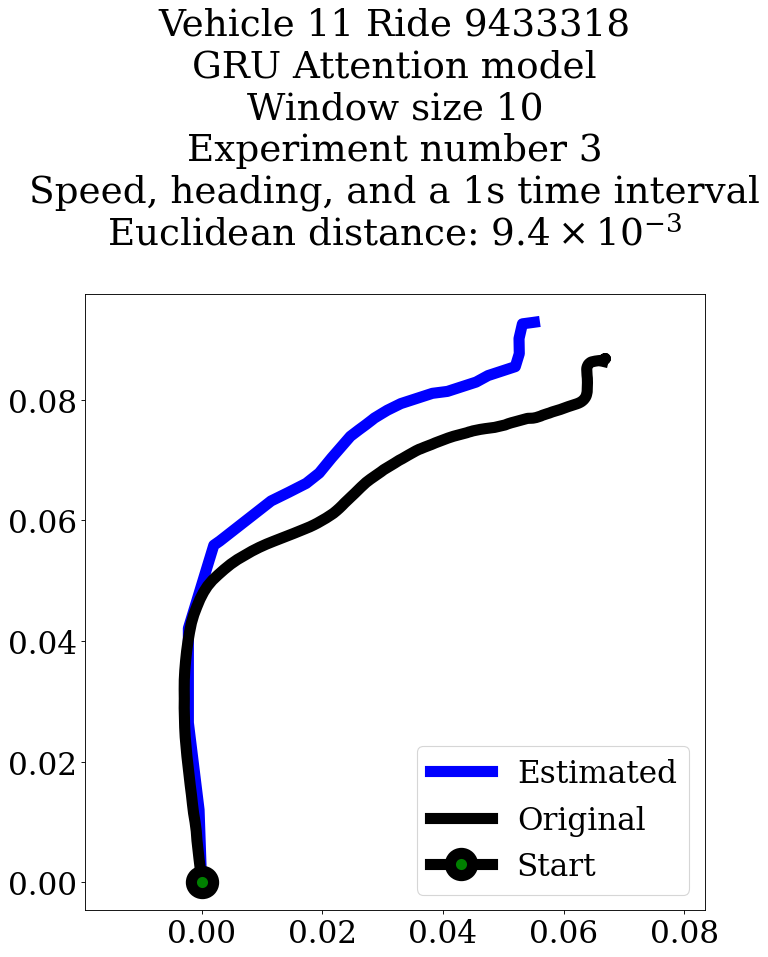 Vehicle 11 Ride 9433318
GRU Attention model
Window size 10
Experiment number 3
Speed, heading, and a 1s time interval
Euclidean distance: 9.4 × 10⁻³
0.08
0.06
0.04
0.02
0.00
Estimated
Original
Start
0.00 0.02 0.04 0.06 0.08